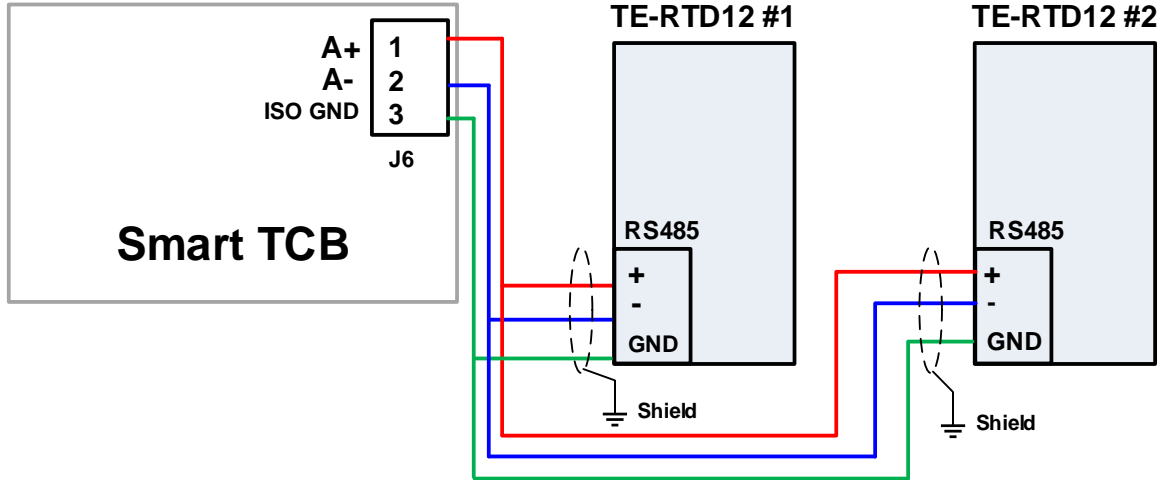 TE-RTD12 #1
TE-RTD12 #2
A+ 1
A- 2
ISO GND 3
J6
Smart TCB
RS485
+
-
GND
Shield
RS485
+
-
GND
Shield